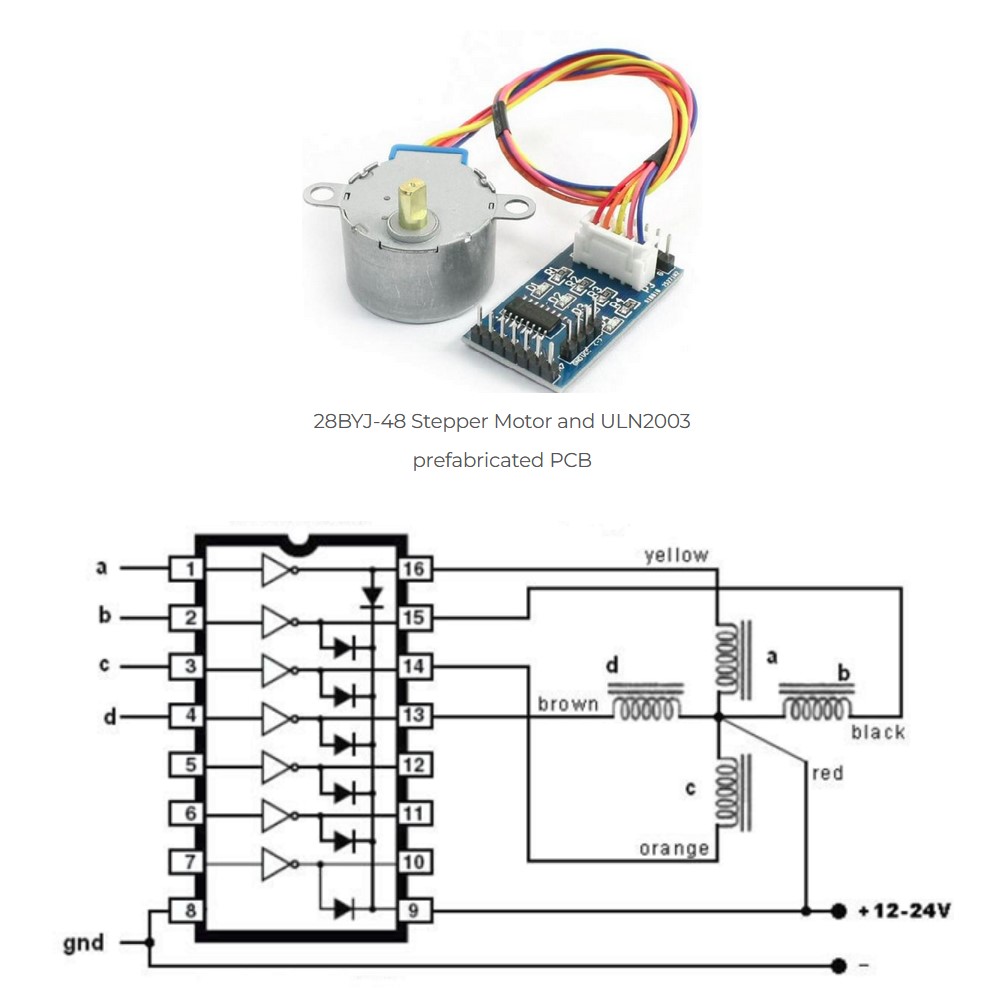 28BYJ-48 Stepper Motor and ULN2003
prefabricated PCB
yellow
a 1 16
b 2 15
c 3 14
d a b
brown
d 4 13
black
5 12
red
c
6 11
orange
7 10
8 9 +12-24V
gnd
-